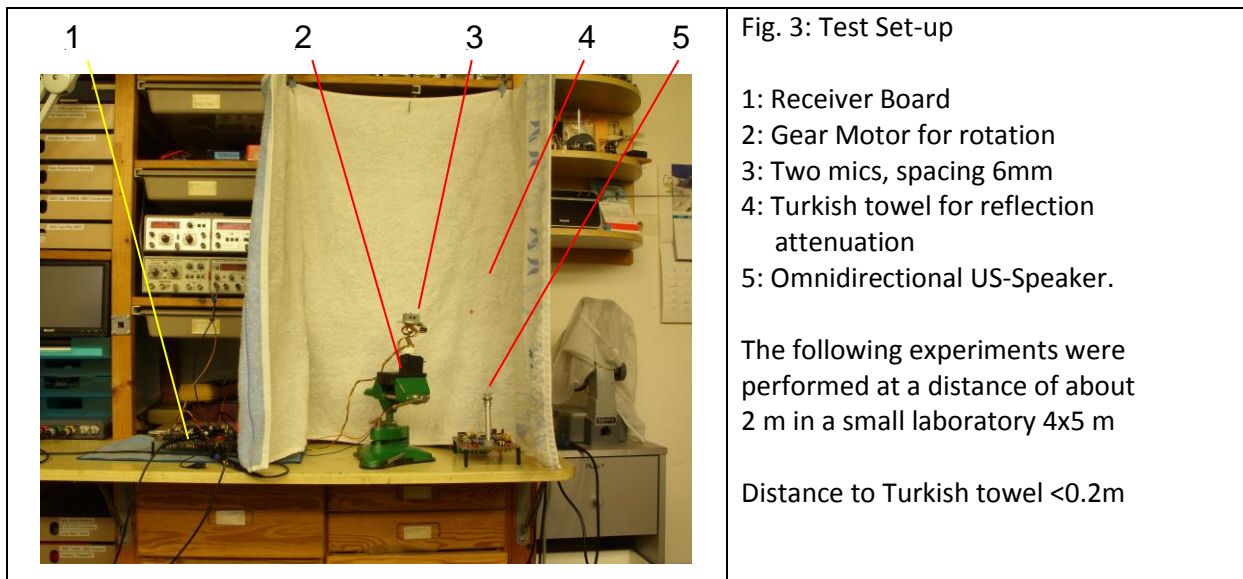 1 2 3 4 5
Fig. 3: Test Set-up
1: Receiver Board
2: Gear Motor for rotation
3: Two mics, spacing 6mm
4: Turkish towel for reflection
attenuation
5: Omnidirectional US-Speaker.
The following experiments were
performed at a distance of about
2 m in a small laboratory 4x5 m
Distance to Turkish towel <0.2m